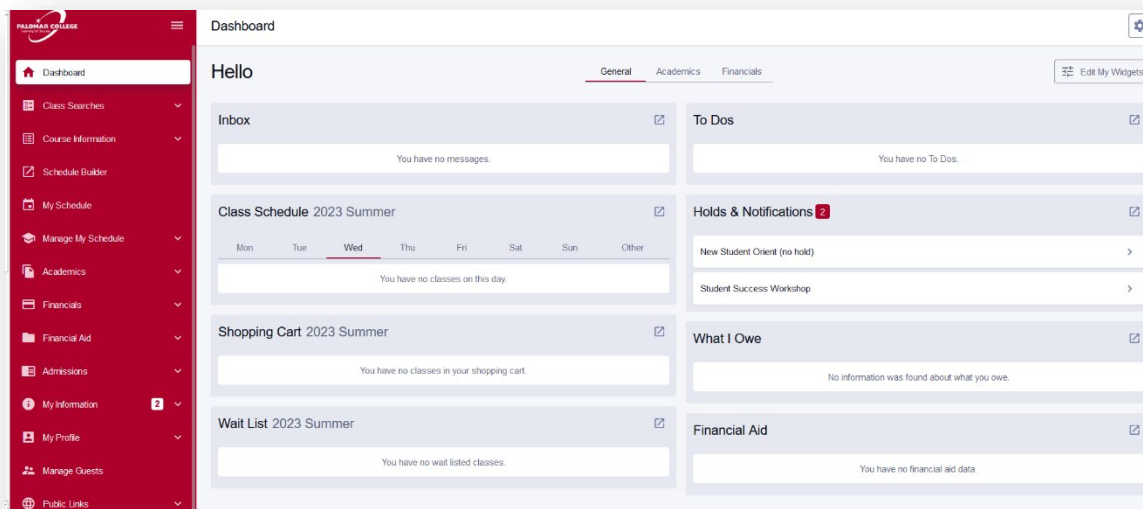 PALOMAR COLLEGE
Learning for Success
Dashboard
Class Searches
Course Information
Schedule Builder
My Schedule
Manage My Schedule
Academics
Financials
Financial Aid
Admissions
My Information 2
My Profile
Manage Guests
Public Links
Dashboard
Hello
General Academics Financials
Edit My Widgets
Inbox
You have no messages.
Class Schedule 2023 Summer
Mon Tue Wed Thu Fri Sat Sun Other
You have no classes on this day.
Shopping Cart 2023 Summer
You have no classes in your shopping cart.
Wait List 2023 Summer
You have no wait listed classes.
To Dos
You have no To Dos.
Holds & Notifications 2
New Student Orient (no hold)
Student Success Workshop
What I Owe
No information was found about what you owe.
Financial Aid
You have no financial aid data.